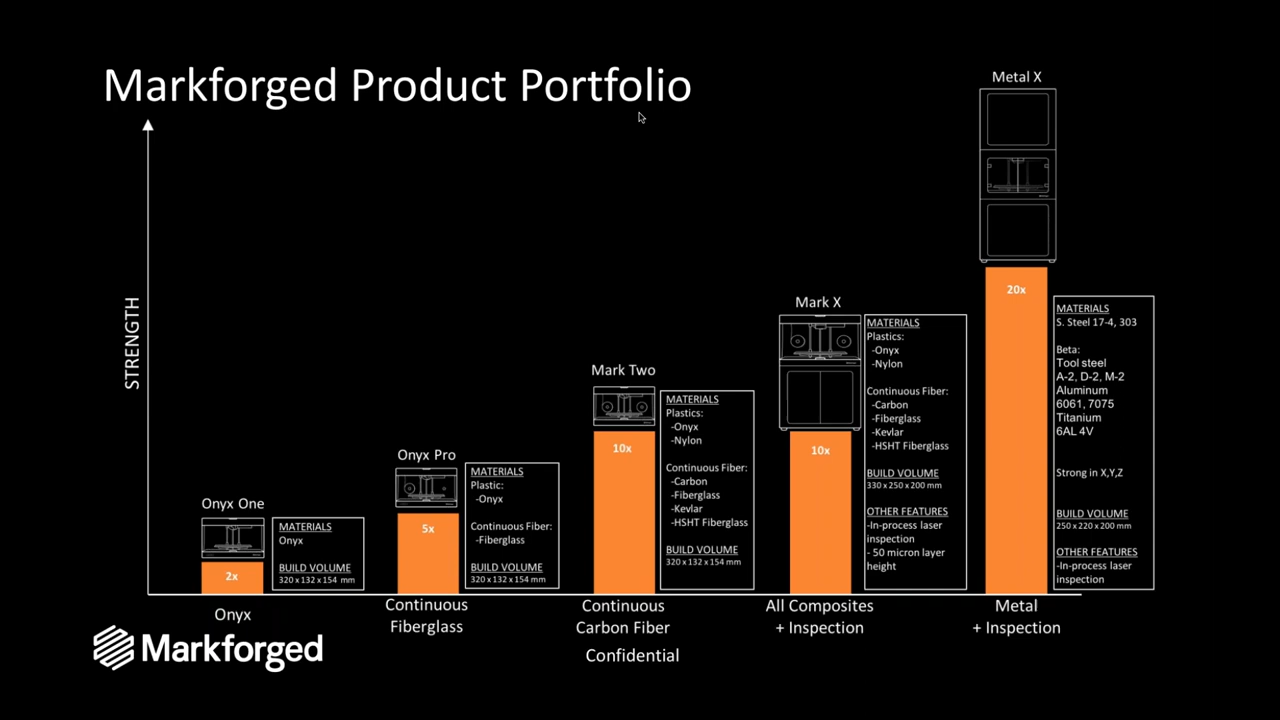 Markforged Product Portfolio
STRENGTH
Onyx One
2x
MATERIALS
Onyx
BUILD VOLUME
320 x 132 x 154 mm
Onyx
Onyx Pro
5x
MATERIALS
Plastic:
-Onyx
Continuous Fiber:
-Fiberglass
BUILD VOLUME
320 x 132 x 154 mm
Continuous
Fiberglass
Mark Two
10x
MATERIALS
Plastics:
-Onyx
-Nylon
Continuous Fiber:
-Carbon
-Fiberglass
-Kevlar
-HSHT Fiberglass
BUILD VOLUME
320 x 132 x 154 mm
Continuous
Carbon Fiber
Mark X
10x
MATERIALS
Plastics:
-Onyx
-Nylon
Continuous Fiber:
-Carbon
-Fiberglass
-Kevlar
-HSHT Fiberglass
BUILD VOLUME
330 x 250 x 200 mm
OTHER FEATURES
-In-process laser
inspection
- 50 micron layer
height
All Composites
+ Inspection
Metal X
20x
MATERIALS
S. Steel 17-4, 303
Beta:
Tool steel
A-2, D-2, M-2
Aluminum
6061, 7075
Titanium
6AL 4V
Strong in X,Y,Z
BUILD VOLUME
250 x 220 x 200 mm
OTHER FEATURES
-In-process laser
inspection
Metal
+ Inspection
Markforged
Confidential